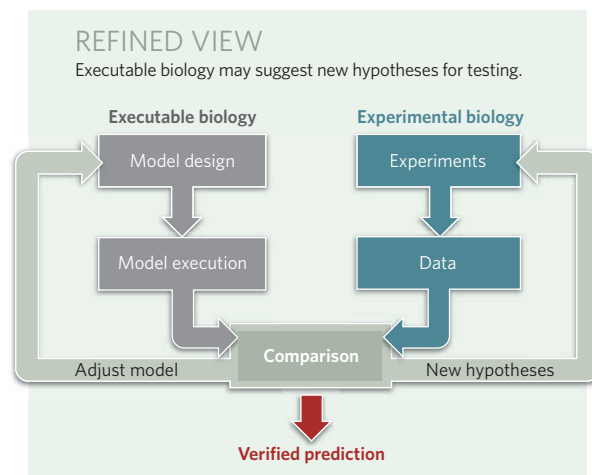 REFINED VIEW
Executable biology may suggest new hypotheses for testing.
Executable biology
Experimental biology
Model design
Experiments
Model execution
Data
Comparison
Adjust model
New hypotheses
Verified prediction